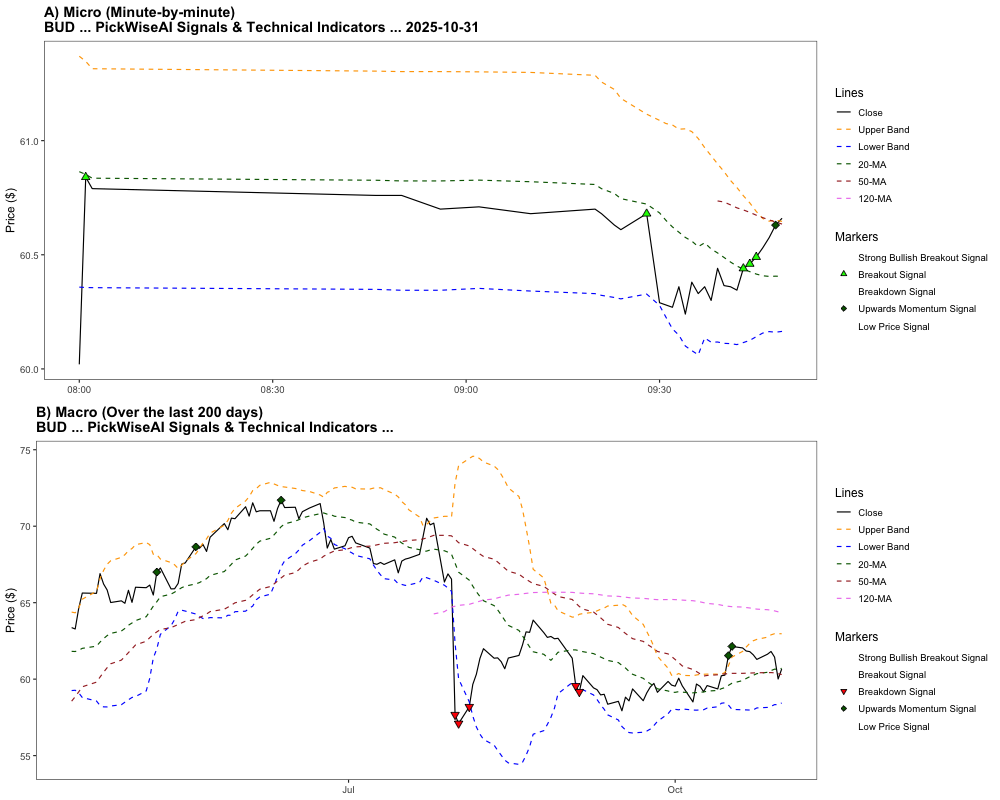 A) Micro (Minute-by-minute)
BUD ... PickWiseAI Signals & Technical Indicators ... 2025-10-31
Price ($)
61.0
60.5
60.0
08:00
08:30
09:00
09:30
Lines
Close
Upper Band
Lower Band
20-MA
50-MA
120-MA
Markers
Strong Bullish Breakout Signal
Breakout Signal
Breakdown Signal
Upwards Momentum Signal
Low Price Signal
B) Macro (Over the last 200 days)
BUD ... PickWiseAI Signals & Technical Indicators ...
Price ($)
75
70
65
60
55
Jul
Oct
Lines
Close
Upper Band
Lower Band
20-MA
50-MA
120-MA
Markers
Strong Bullish Breakout Signal
Breakout Signal
Breakdown Signal
Upwards Momentum Signal
Low Price Signal